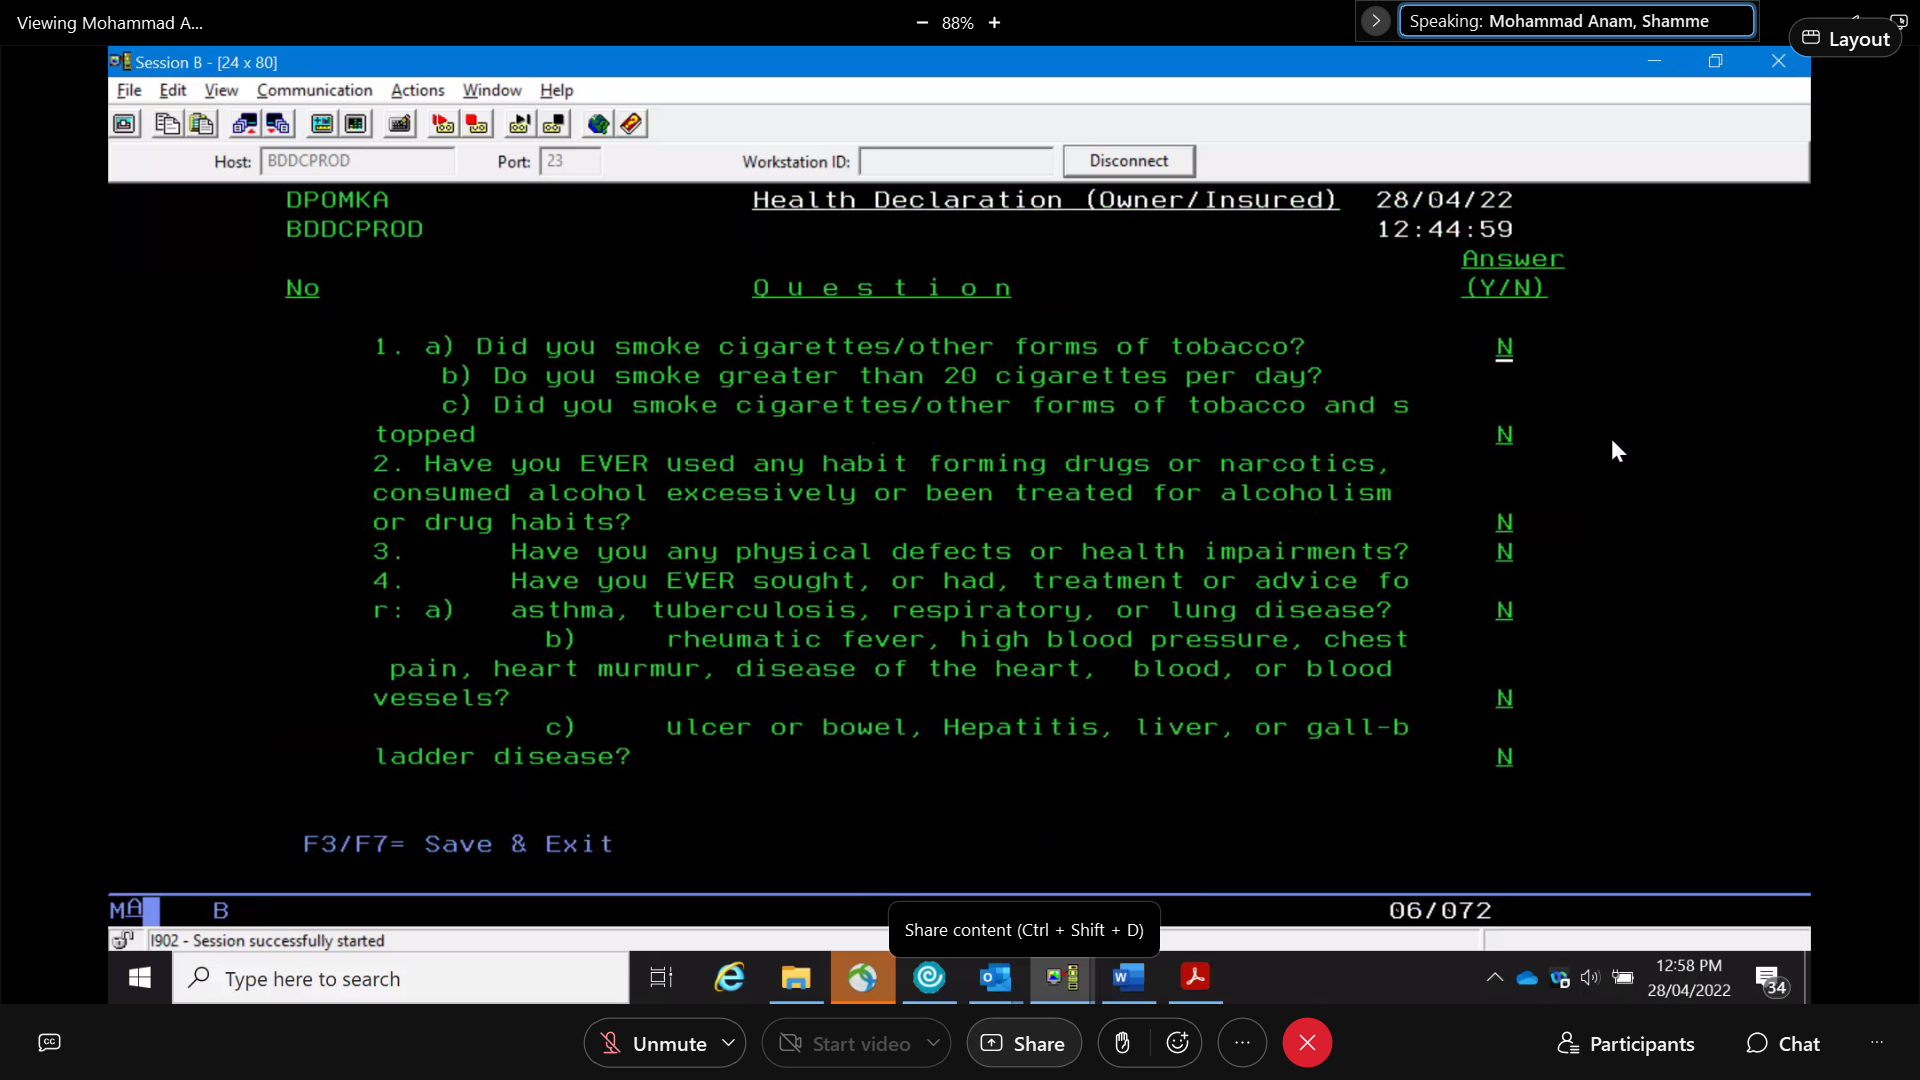 Viewing Mohammad A...
88%
Speaking: Mohammad Anam, Shamme
Layout
Session B - [24 x 80]
File Edit View Communication Actions Window Help
Host: BDDCPROD Port: 23 Workstation ID: Disconnect
DPOMKA Health Declaration (Owner/Insured) 28/04/22
BDDCPROD 12:44:59
Answer
No Q u e s t i o n (Y/N)
1. a) Did you smoke cigarettes/other forms of tobacco? N
b) Do you smoke greater than 20 cigarettes per day?
c) Did you smoke cigarettes/other forms of tobacco and s
topped N
2. Have you EVER used any habit forming drugs or narcotics,
consumed alcohol excessively or been treated for alcoholism
or drug habits? N
3. Have you any physical defects or health impairments? N
4. Have you EVER sought, or had, treatment or advice fo
r: a) asthma, tuberculosis, respiratory, or lung disease? N
b) rheumatic fever, high blood pressure, chest
pain, heart murmur, disease of the heart, blood, or blood
vessels? N
c) ulcer or bowel, Hepatitis, liver, or gall-b
ladder disease? N
F3/F7= Save & Exit
MA B 06/072
Share content (Ctrl + Shift + D)
I902 - Session successfully started
Type here to search
12:58 PM
28/04/2022
34
Unmute Start video Share Participants Chat